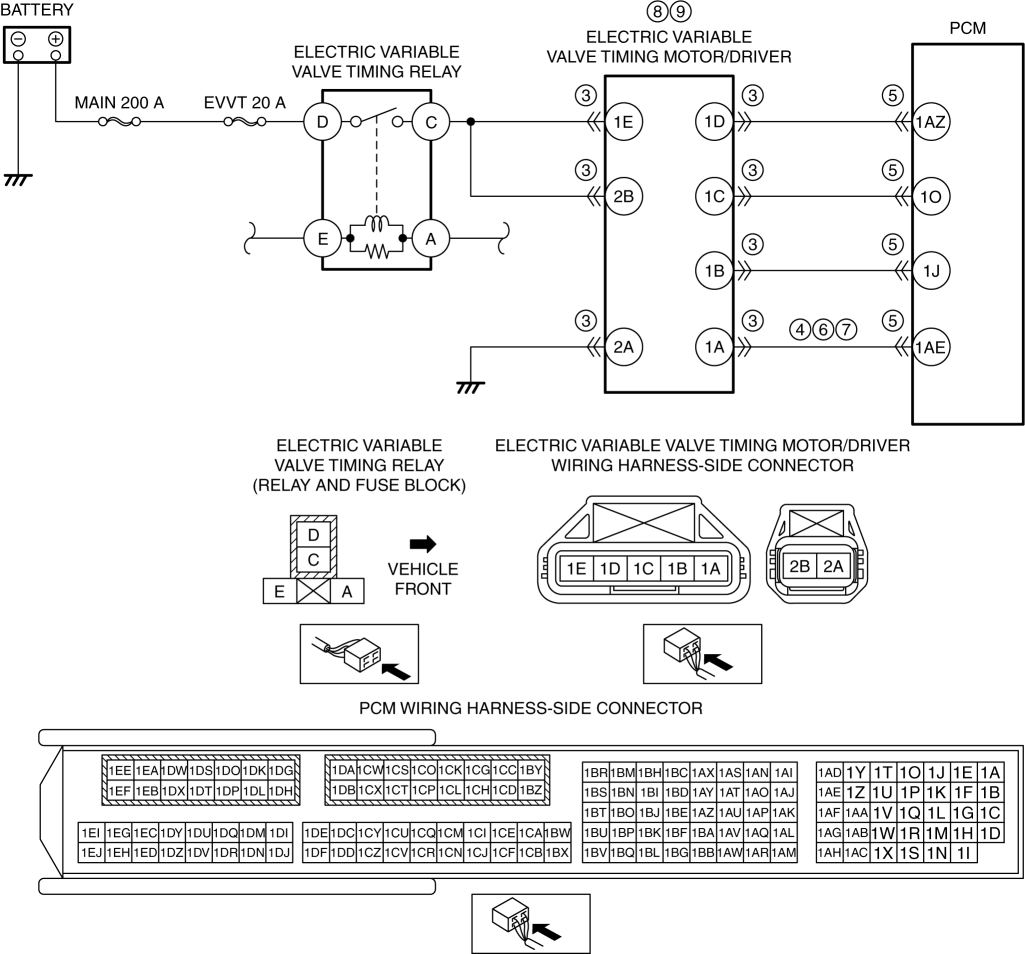 BATTERY
MAIN 200 A
EVVT 20 A
ELECTRIC VARIABLE
VALVE TIMING RELAY
D
C
E
A
8 9
ELECTRIC VARIABLE
VALVE TIMING MOTOR/DRIVER
PCM
3 1E 1D 3 5 1AZ
3 2B 1C 3 5 1O
1B 3 5 1J
3 2A 1A 3 4 6 7 5 1AE
ELECTRIC VARIABLE
VALVE TIMING RELAY
(RELAY AND FUSE BLOCK)
D
C
E A
VEHICLE
FRONT
ELECTRIC VARIABLE VALVE TIMING MOTOR/DRIVER
WIRING HARNESS-SIDE CONNECTOR
1E 1D 1C 1B 1A
2B 2A
PCM WIRING HARNESS-SIDE CONNECTOR
1EE 1EA 1DW 1DS 1DO 1DK 1DG
1EF 1EB 1DX 1DT 1DP 1DL 1DH
1EI 1EG 1EC 1DY 1DU 1DQ 1DM 1DI
1EJ 1EH 1ED 1DZ 1DV 1DR 1DN 1DJ
1DA 1CW 1CS 1CO 1CK 1CG 1CC 1BY
1DB 1CX 1CT 1CP 1CL 1CH 1CD 1BZ
1DE 1DC 1CY 1CU 1CQ 1CM 1CI 1CE 1CA 1BW
1DF 1DD 1CZ 1CV 1CR 1CN 1CJ 1CF 1CB 1BX
1BR 1BM 1BH 1BC 1AX 1AS 1AN 1AI
1BS 1BN 1BI 1BD 1AY 1AT 1AO 1AJ
1BT 1BO 1BJ 1BE 1AZ 1AU 1AP 1AK
1BU 1BP 1BK 1BF 1BA 1AV 1AQ 1AL
1BV 1BQ 1BL 1BG 1BB 1AW 1AR 1AM
1AD 1Y 1T 1O 1J 1E 1A
1AE 1Z 1U 1P 1K 1F 1B
1AF 1AA 1V 1Q 1L 1G 1C
1AG 1AB 1W 1R 1M 1H 1D
1AH 1AC 1X 1S 1N 1I